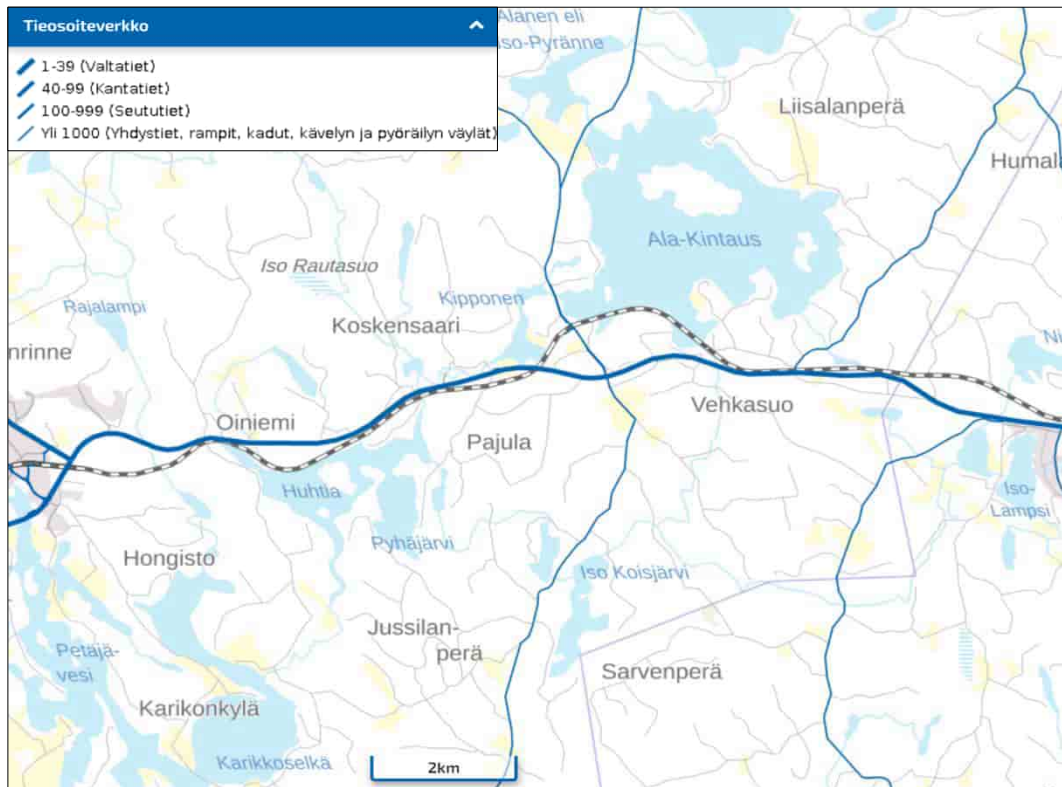 Tieosoiteverkko
1-39 (Valtatiet)
40-99 (Kantatiet)
100-999 (Seututiet)
Yli 1000 (Yhdystiet, rampit, kadut, kävelyn ja pyöräilyn väylät)
Alänen eli
Iso-Pyränne
Liisalanperä
Humala
Ala-Kintaus
Iso Rautasuo
Rajalampi
Kipponen
Koskensaari
nrinne
Oiniemi
Vehkasuo
Pajula
Huhtia
Iso-
Lampsi
Pyhäjärvi
Hongisto
Iso Koisjärvi
Jussilan-
perä
Petäjä-
vesi
Sarvenperä
Karikonkylä
Karikkoselkä
2km